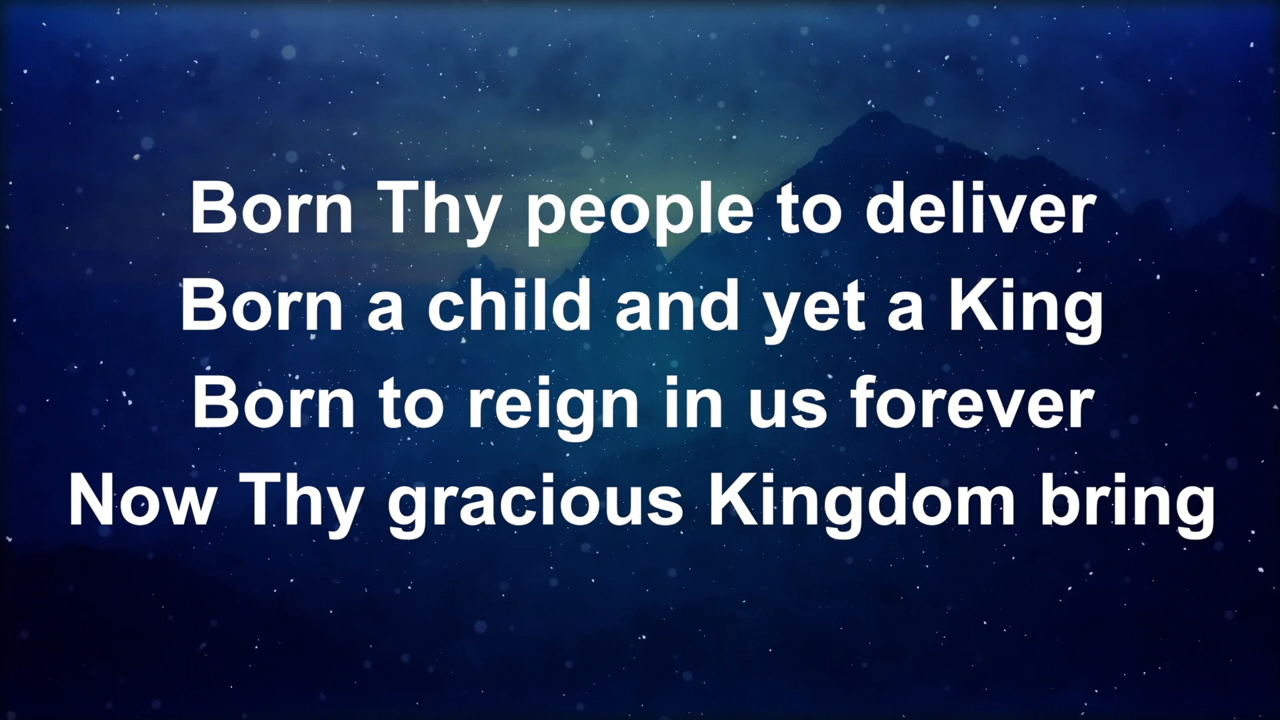 Born Thy people to deliver
Born a child and yet a King
Born to reign in us forever
Now Thy gracious Kingdom bring